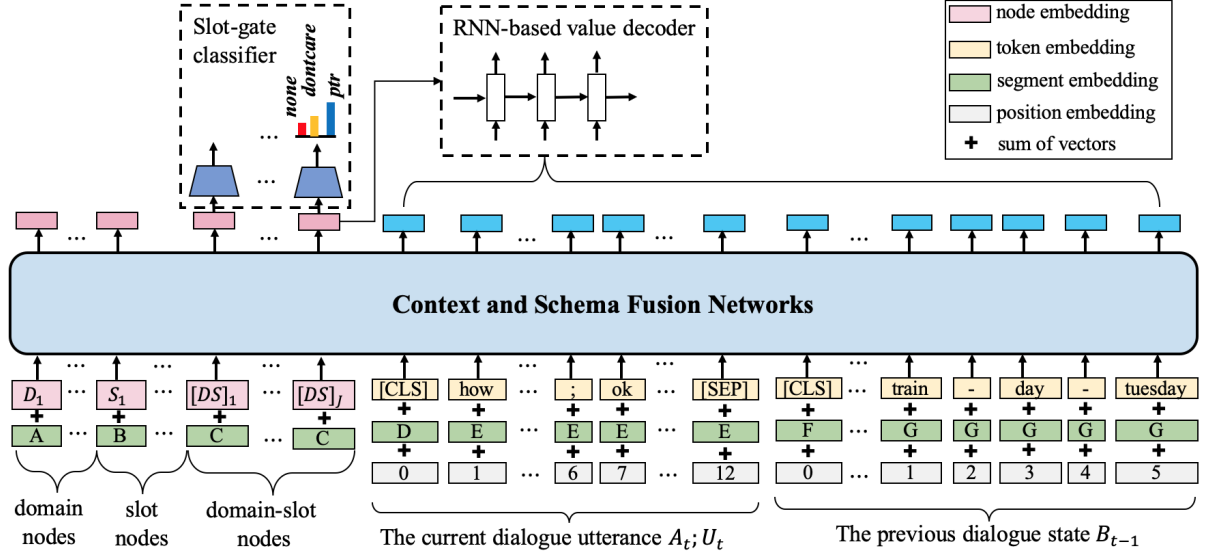 Slot-gate
classifier
none
dontcare
ptr
...
...
RNN-based value decoder
node embedding
token embedding
segment embedding
position embedding
+ sum of vectors
... ... ... ... ... ...
Context and Schema Fusion Networks
... ... ... ... ... ...
D₁ ... S₁ ... [DS]₁ ... [DS]J [CLS] how ... ; ok ... [SEP] [CLS] ... train - day - tuesday
+ + + + + + + + + + + + + + +
A ... B ... C ... C D E ... E E ... E F ... G G G G G
+ + + + + + + + + + +
0 1 ... 6 7 ... 12 0 ... 1 2 3 4 5
domain
nodes
slot
nodes
domain-slot
nodes
The current dialogue utterance Aₜ; Uₜ
The previous dialogue state Bₜ₋₁